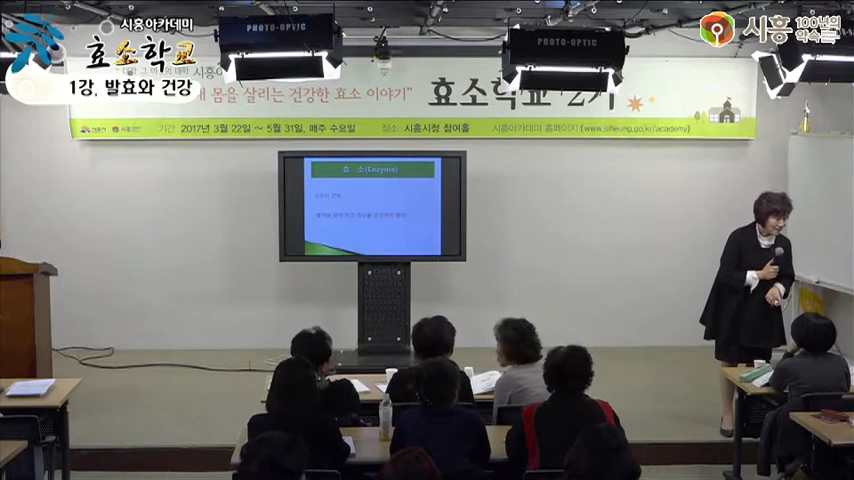 시흥아카데미
효소학교
1강. 발효와 건강
시흥 100년의 약속
PHOTO-OPTIC
PHOTO-OPTIC
몸을 살리는 건강한 효소 이야기"
효소학교 2기
기간 2017년 3월 22일 ~ 5월 31일, 매주 수요일 장소 시흥시청 참여홀 시흥아카데미 홈페이지 (www.siheung.go.kr/academy)
효 소(Enzyme)